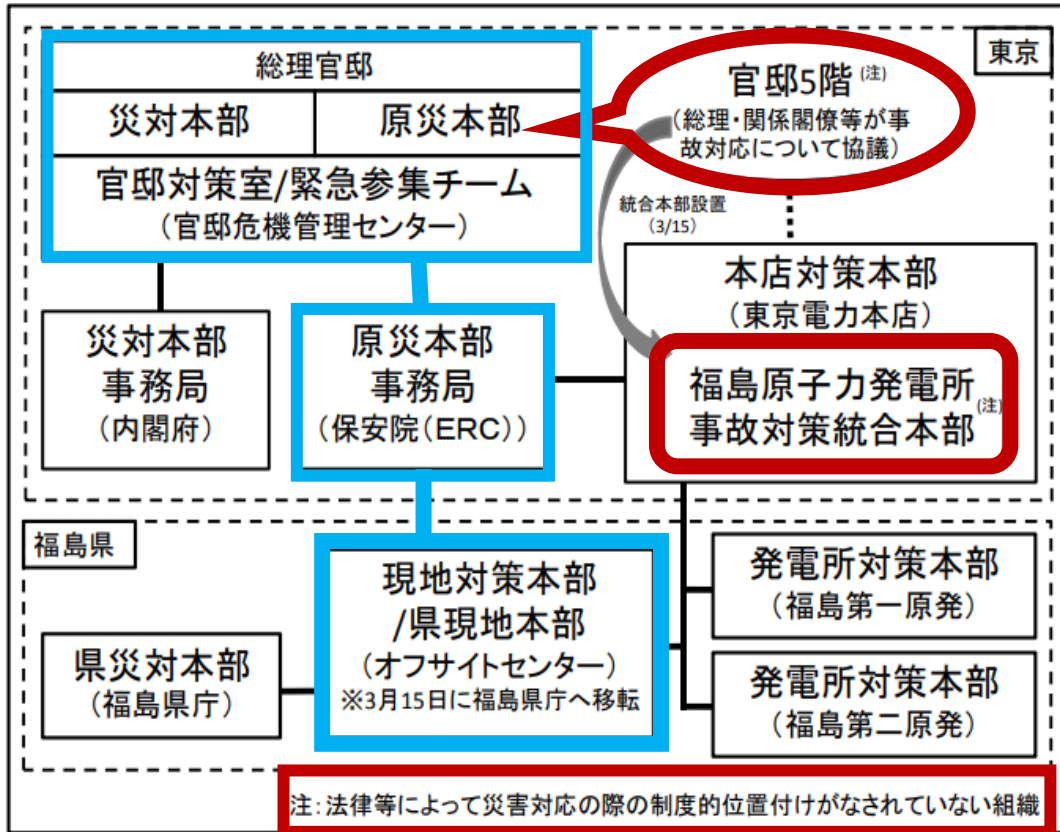 東京
総理官邸
災対本部
原災本部
官邸対策室/緊急参集チーム
（官邸危機管理センター）
官邸5階(注)
（総理・関係閣僚等が事
故対応について協議）
統合本部設置
(3/15)
災対本部
事務局
（内閣府）
原災本部
事務局
（保安院（ERC））
本店対策本部
（東京電力本店）
福島原子力発電所
事故対策統合本部(注)
福島県
県災対本部
（福島県庁）
現地対策本部
/県現地本部
（オフサイトセンター）
※3月15日に福島県庁へ移転
発電所対策本部
（福島第一原発）
発電所対策本部
（福島第二原発）
注：法律等によって災害対応の際の制度的位置付けがなされていない組織